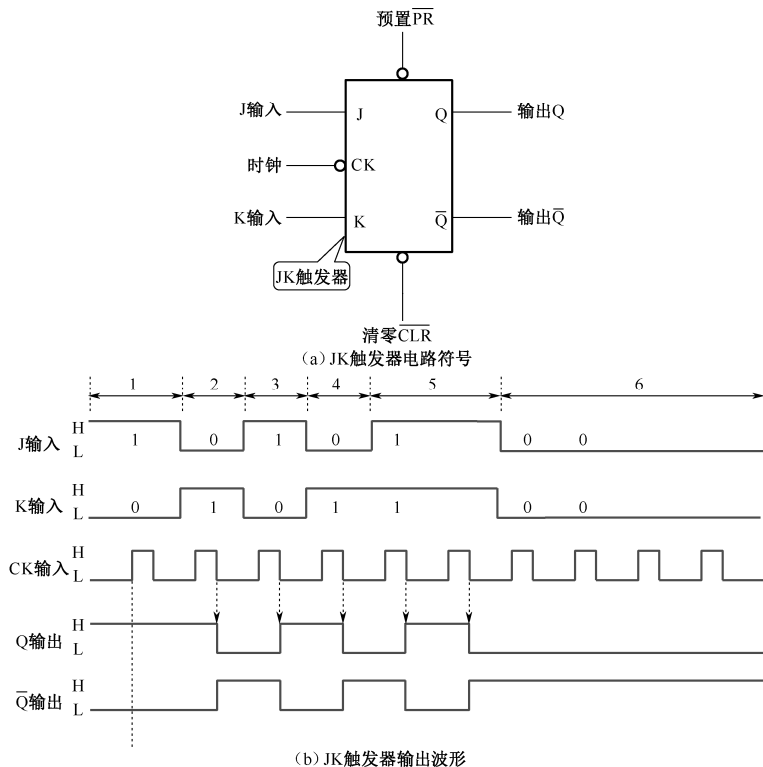 预置P̅R̅
J输入 J Q 输出Q
时钟 CK
K输入 K Q̅ 输出Q̅
JK触发器
清零C̅L̅R̅
(a) JK触发器电路符号
1 2 3 4 5 6
H
J输入 1 0 1 0 1 0 0
L
H
K输入 0 1 0 1 1 0 0
L
H
CK输入
L
H
Q输出
L
H
Q̅输出
L
(b) JK触发器输出波形